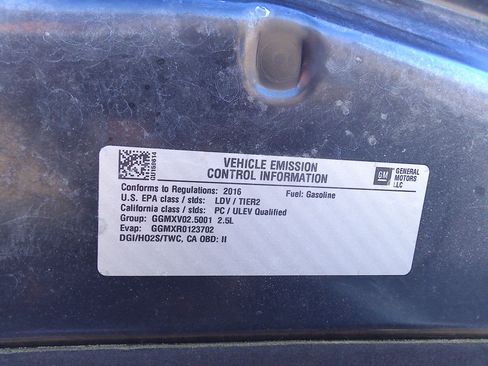 VEHICLE EMISSION
CONTROL INFORMATION
GM GENERAL
MOTORS
LLC
Conforms to Regulations: 2016 Fuel: Gasoline
U.S. EPA class / stds: LDV / TIER2
California class / stds: PC / ULEV Qualified
Group: GGMXV02.5001 2.5L
Evap: GGMXR0123702
DGI/HO2S/TWC, CA OBD: II